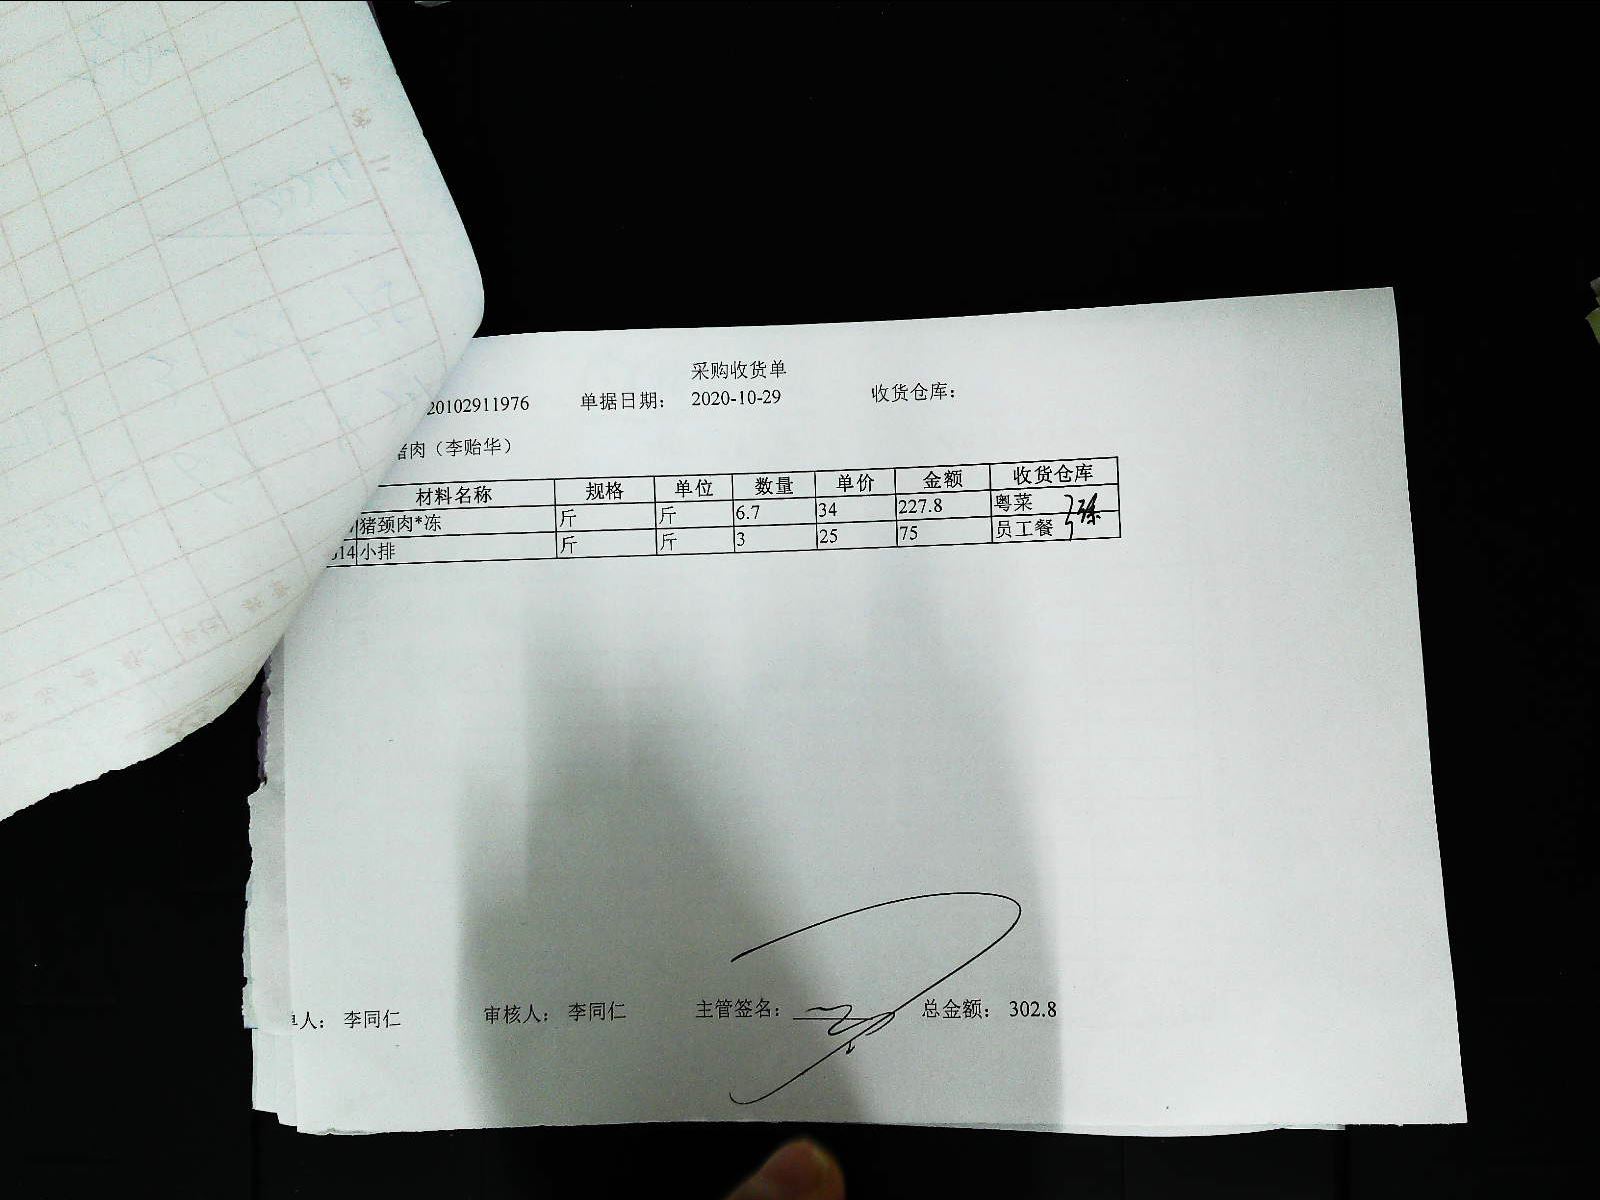 采购收货单
20102911976 单据日期： 2020-10-29 收货仓库：
猪肉（李贻华）
材料名称 规格 单位 数量 单价 金额 收货仓库
猪颈肉*冻 斤 斤 6.7 34 227.8 粤菜
14 小排 斤 斤 3 25 75 员工餐
单人： 李同仁 审核人： 李同仁 主管签名： 总金额： 302.8